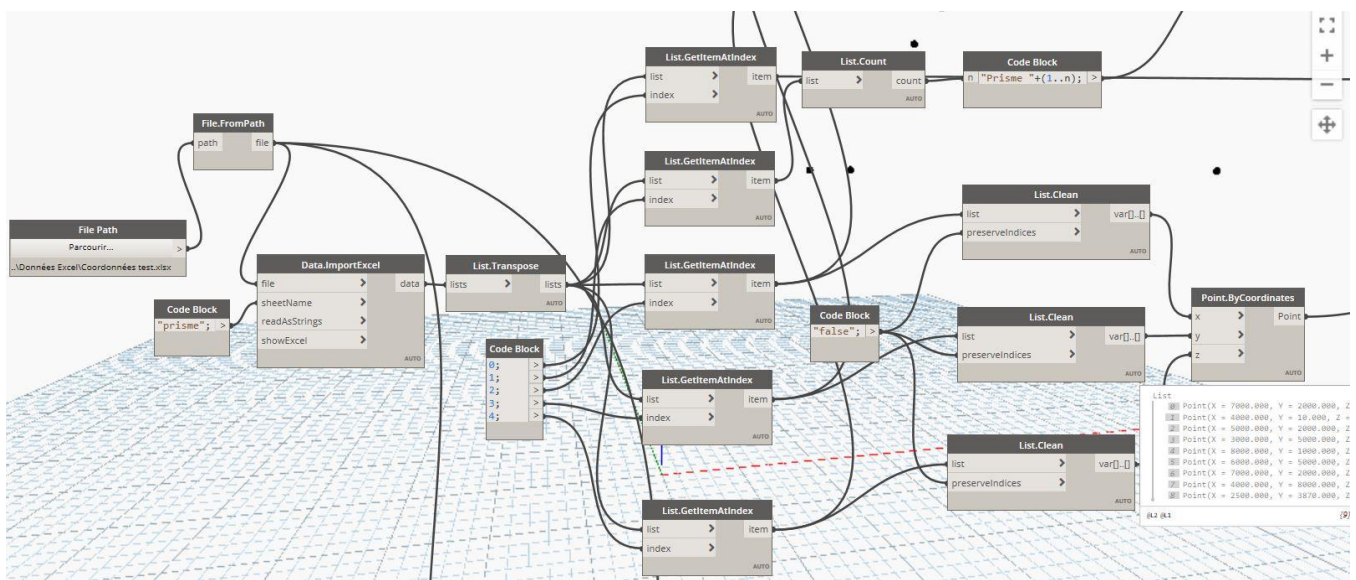 File.FromPath
path > file
AUTO
File Path
Parcourir... >
..\Données Excel\Coordonnées test.xlsx
Code Block
"prisme"; >
Data.ImportExcel
file > data
sheetName >
readAsStrings >
showExcel >
AUTO
List.Transpose
lists > lists
AUTO
Code Block
0; >
1; >
2; >
3; >
4; >
List.GetItemAtIndex
list > item
index >
AUTO
List.GetItemAtIndex
list > item
index >
AUTO
List.GetItemAtIndex
list > item
index >
AUTO
List.GetItemAtIndex
list > item
index >
AUTO
List.GetItemAtIndex
list > item
index >
AUTO
List.Count
list > count
AUTO
Code Block
n "Prisme "+(1..n); >
Code Block
"false"; >
List.Clean
list > var[]..[]
preserveIndices >
AUTO
List.Clean
list > var[]..[]
preserveIndices >
AUTO
List.Clean
list > var[]..[]
preserveIndices >
AUTO
Point.ByCoordinates
x > Point
y >
z >
AUTO
List
0 Point(X = 7000.000, Y = 2000.000, Z
1 Point(X = 4000.000, Y = 10.000, Z =
2 Point(X = 5000.000, Y = 2000.000, Z
3 Point(X = 3000.000, Y = 5000.000, Z
4 Point(X = 8000.000, Y = 1000.000, Z
5 Point(X = 6000.000, Y = 5000.000, Z
6 Point(X = 7000.000, Y = 2000.000, Z
7 Point(X = 4000.000, Y = 8000.000, Z
8 Point(X = 2500.000, Y = 3870.000, Z
@L2 @L1 {9}